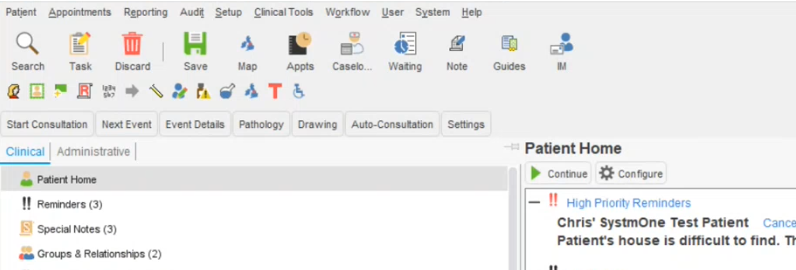 Patient Appointments Reporting Audit Setup Clinical Tools Workflow User System Help
Search Task Discard Save Map Appts Caselo... Waiting Note Guides IM
Start Consultation Next Event Event Details Pathology Drawing Auto-Consultation Settings
Clinical Administrative
Patient Home
Continue Configure
Patient Home
Reminders (3)
High Priority Reminders
Special Notes (3)
Chris' SystmOne Test Patient Cance
Groups & Relationships (2)
Patient's house is difficult to find. Th